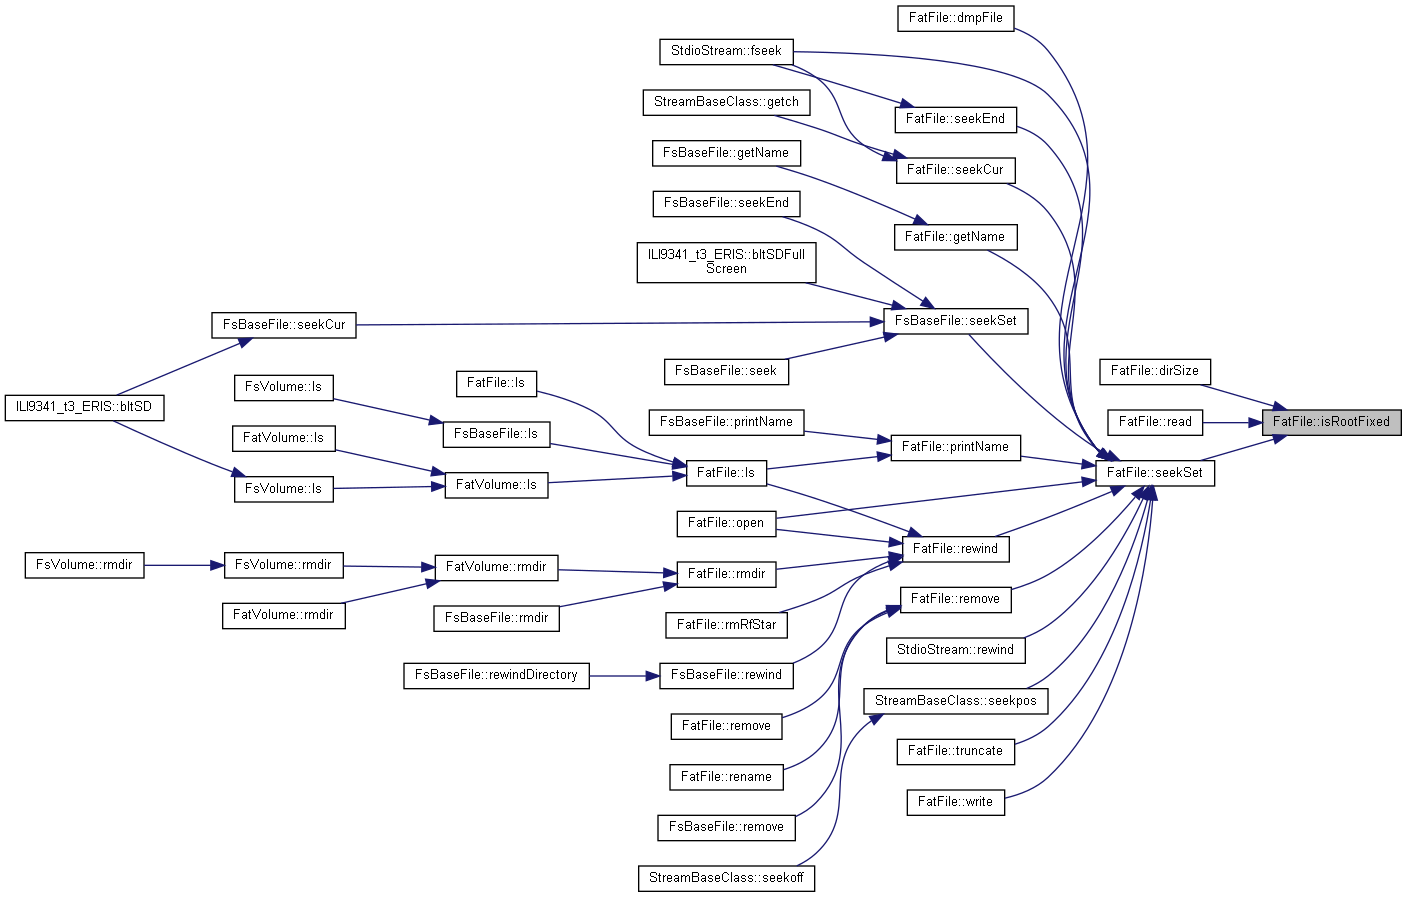 FatFile::dmpFile
StdioStream::fseek
StreamBaseClass::getch
FatFile::seekEnd
FsBaseFile::getName
FatFile::seekCur
FsBaseFile::seekEnd
FatFile::getName
ILI9341_t3_ERIS::bltSDFull
Screen
FsBaseFile::seekCur
FsBaseFile::seekSet
FsBaseFile::seek
FatFile::dirSize
FsVolume::ls
FatFile::ls
ILI9341_t3_ERIS::bltSD
FsBaseFile::printName
FatFile::read
FatFile::isRootFixed
FatVolume::ls
FsBaseFile::ls
FatFile::printName
FsVolume::ls
FatVolume::ls
FatFile::ls
FatFile::seekSet
FatFile::open
FatFile::rewind
FsVolume::rmdir
FsVolume::rmdir
FatVolume::rmdir
FatFile::rmdir
FatVolume::rmdir
FsBaseFile::rmdir
FatFile::rmRfStar
FatFile::remove
StdioStream::rewind
FsBaseFile::rewindDirectory
FsBaseFile::rewind
StreamBaseClass::seekpos
FatFile::remove
FatFile::truncate
FatFile::rename
FatFile::write
FsBaseFile::remove
StreamBaseClass::seekoff